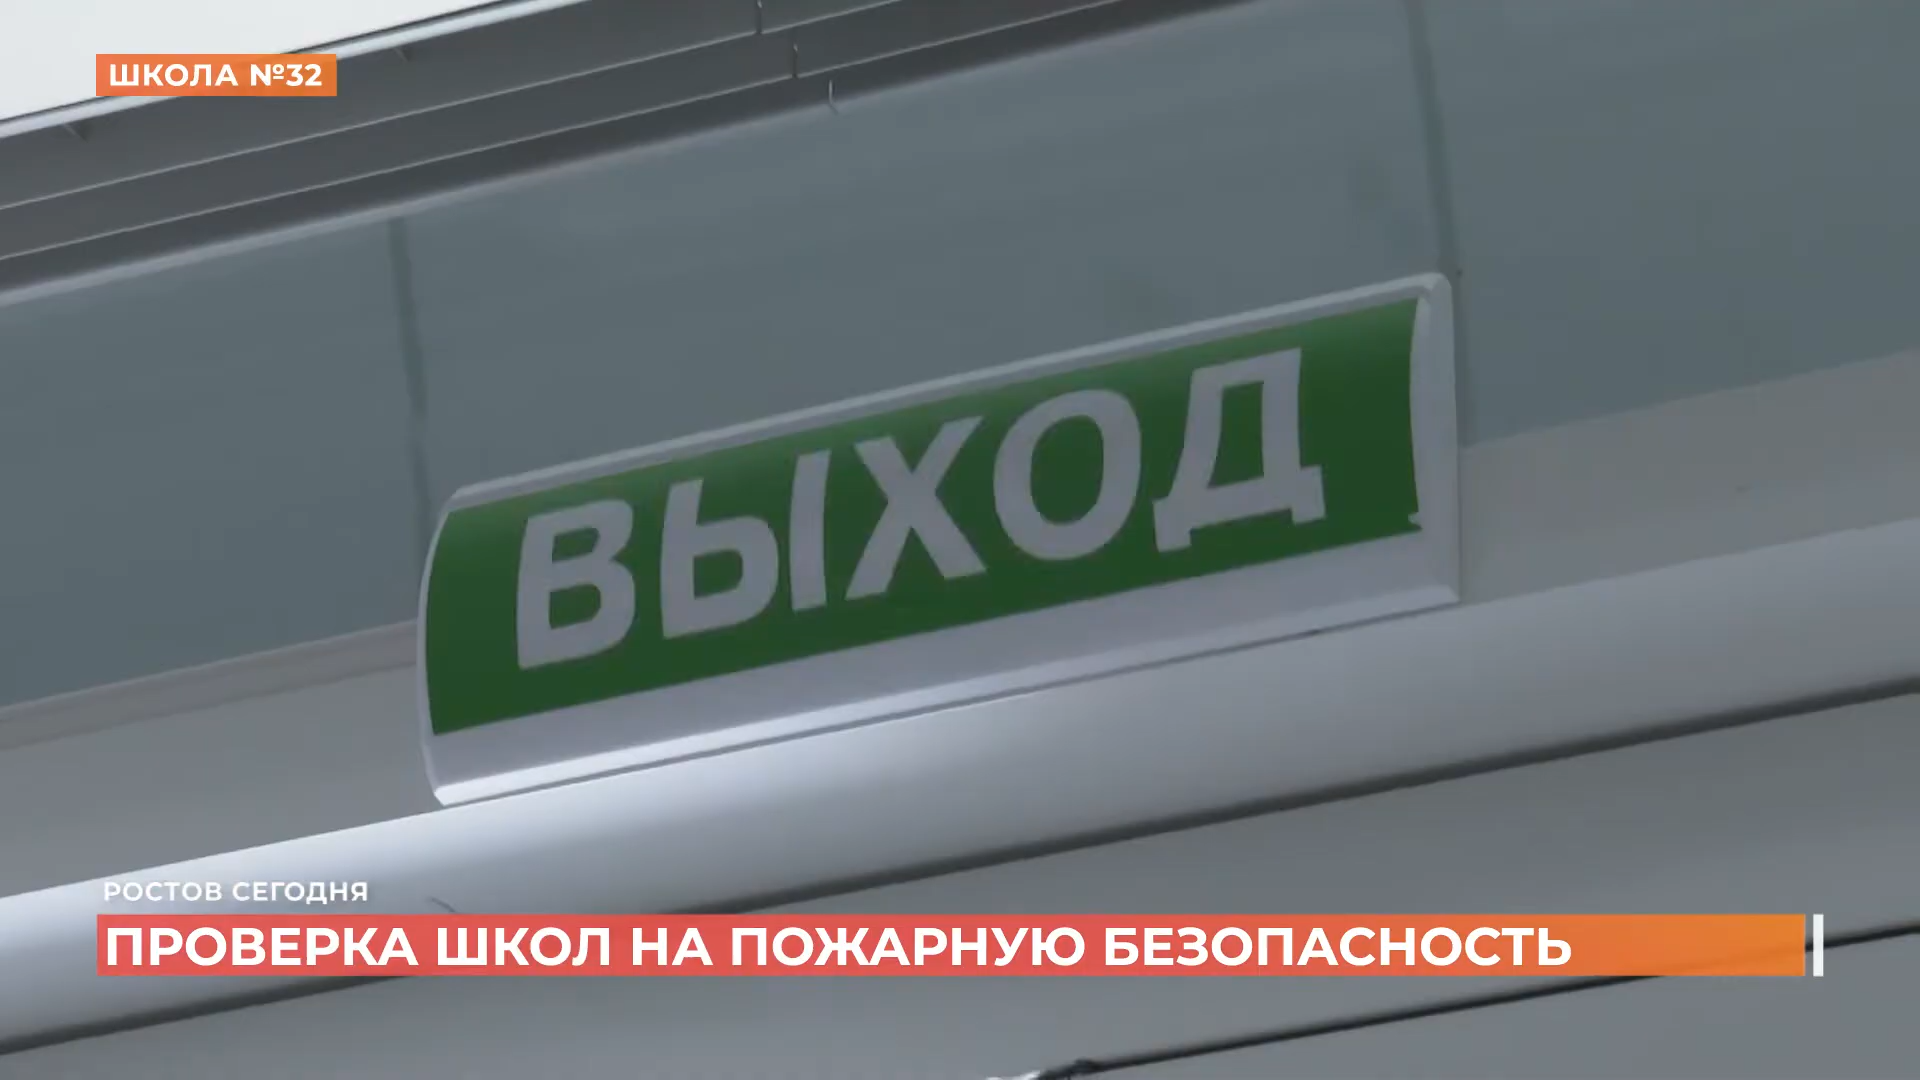 ШКОЛА №32
ВЫХОД
РОСТОВ СЕГОДНЯ
ПРОВЕРКА ШКОЛ НА ПОЖАРНУЮ БЕЗОПАСНОСТЬ